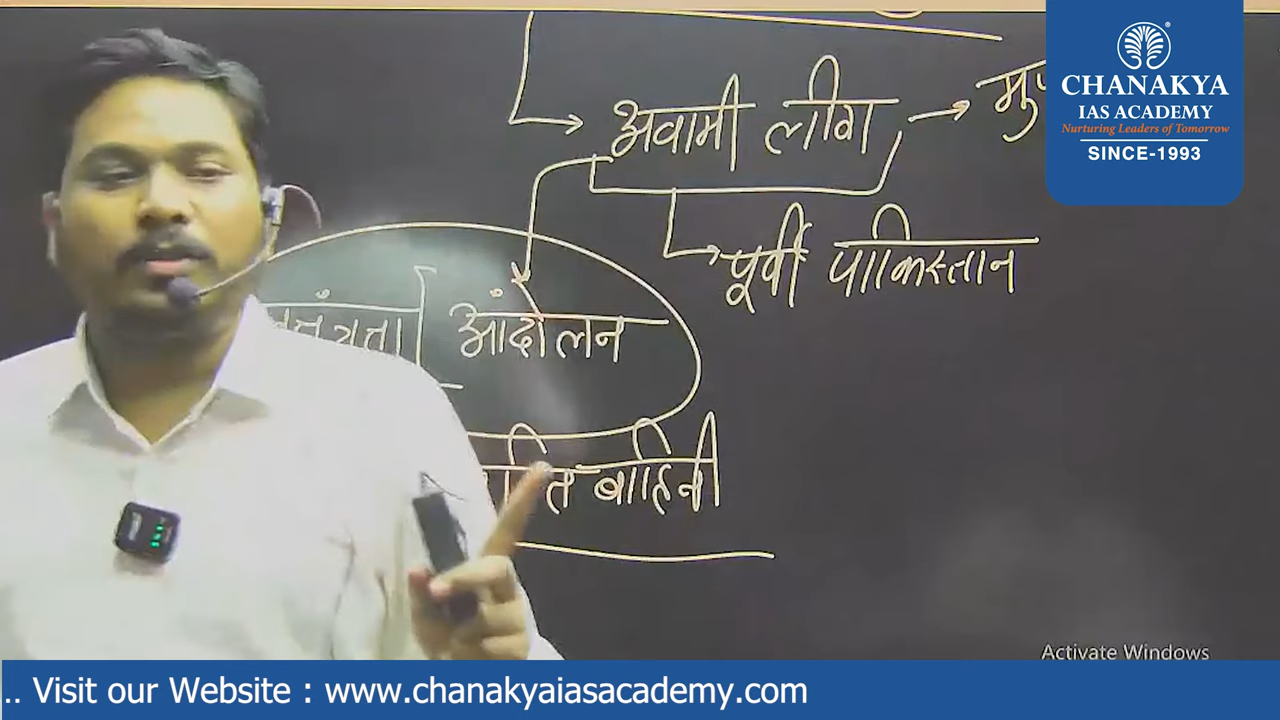 CHANAKYA
IAS ACADEMY
Nurturing Leaders of Tomorrow
SINCE-1993
अवामी लीग →
पूर्वी पाकिस्तान
आंदोलन
बाहिनी
Activate Windows
.. Visit our Website : www.chanakyaiasacademy.com